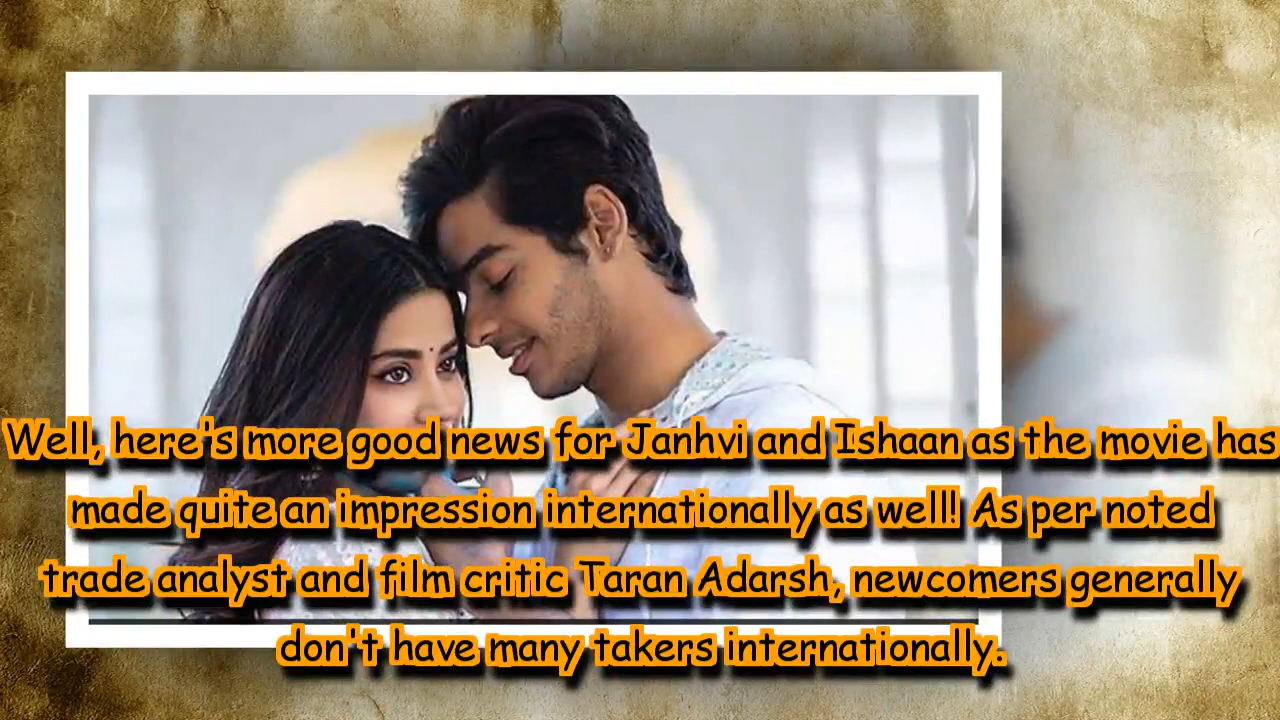 Well, here's more good news for Janhvi and Ishaan as the movie has
made quite an impression internationally as well! As per noted
trade analyst and film critic Taran Adarsh, newcomers generally
don't have many takers internationally.